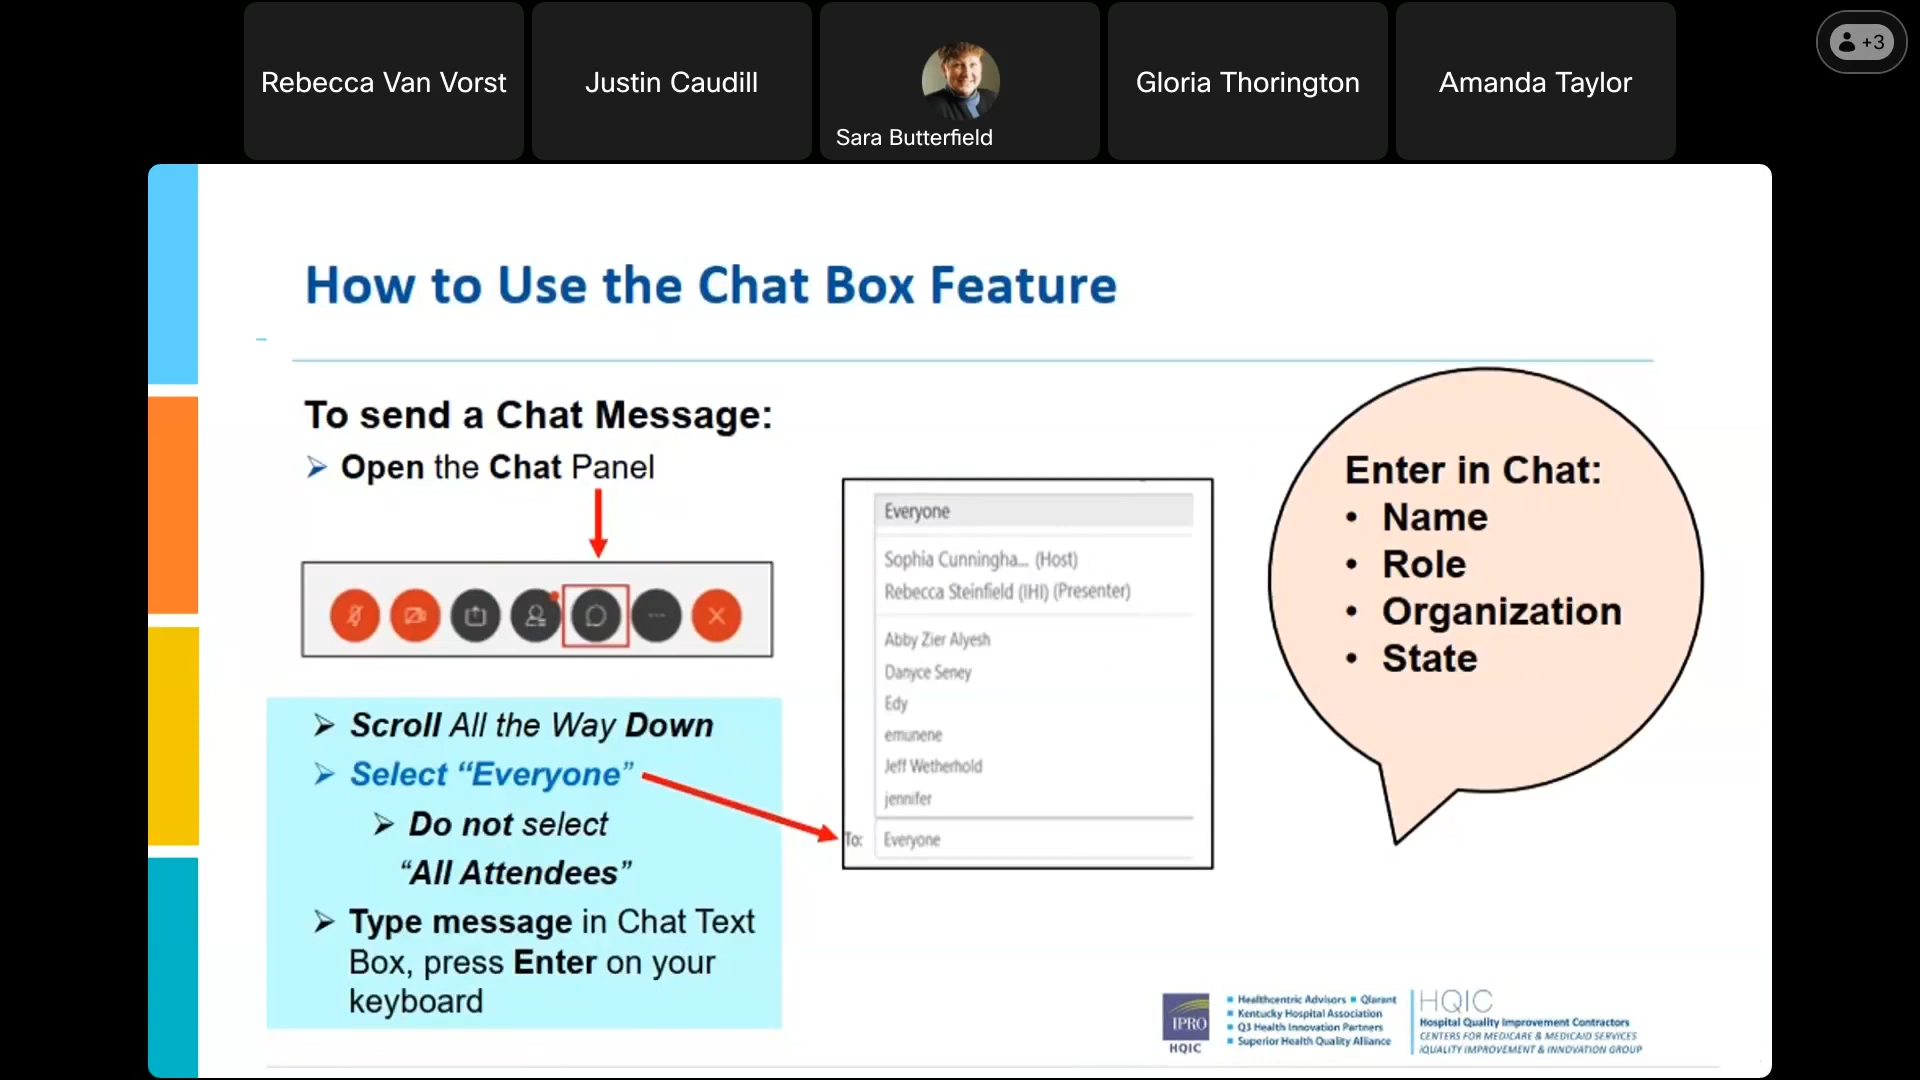 Rebecca Van Vorst
Justin Caudill
Sara Butterfield
Gloria Thorington
Amanda Taylor
+3
How to Use the Chat Box Feature
To send a Chat Message:
➢ Open the Chat Panel
➢ Scroll All the Way Down
➢ Select “Everyone”
➢ Do not select
“All Attendees”
➢ Type message in Chat Text
Box, press Enter on your
keyboard
Everyone
Sophia Cunningha... (Host)
Rebecca Steinfield (IHI) (Presenter)
Abby Zier Alyesh
Danyce Seney
Edy
emunene
Jeff Wetherhold
jennifer
To: Everyone
Enter in Chat:
• Name
• Role
• Organization
• State
IPRO
HQIC
▪ Healthcentric Advisors ▪ Qlarant
▪ Kentucky Hospital Association
▪ Q3 Health Innovation Partners
▪ Superior Health Quality Alliance
HQIC
Hospital Quality Improvement Contractors
CENTERS FOR MEDICARE & MEDICAID SERVICES
iQUALITY IMPROVEMENT & INNOVATION GROUP